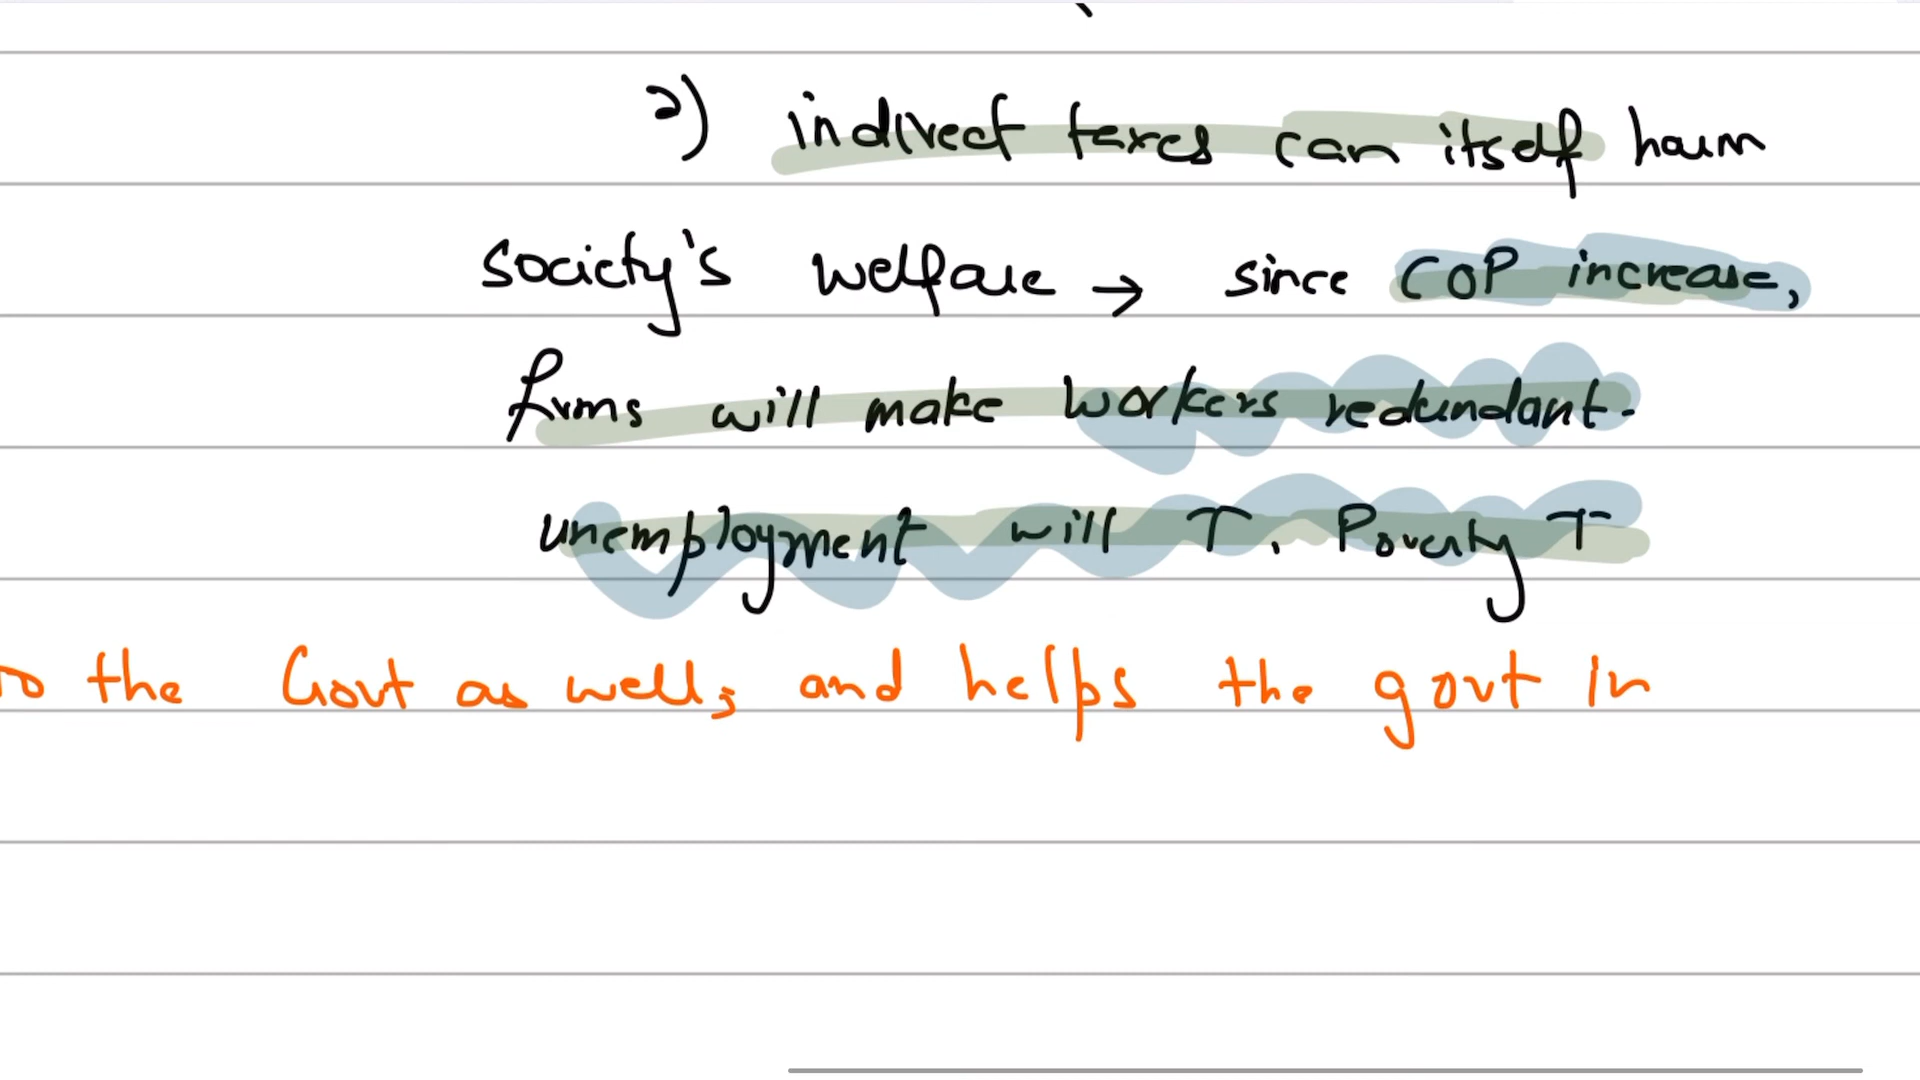 2) indirect taxes can itself harm
society's welfare → since COP increase,
firms will make workers redundant.
unemployment will ↑. Poverty ↑
to the Govt as well; and helps the govt in